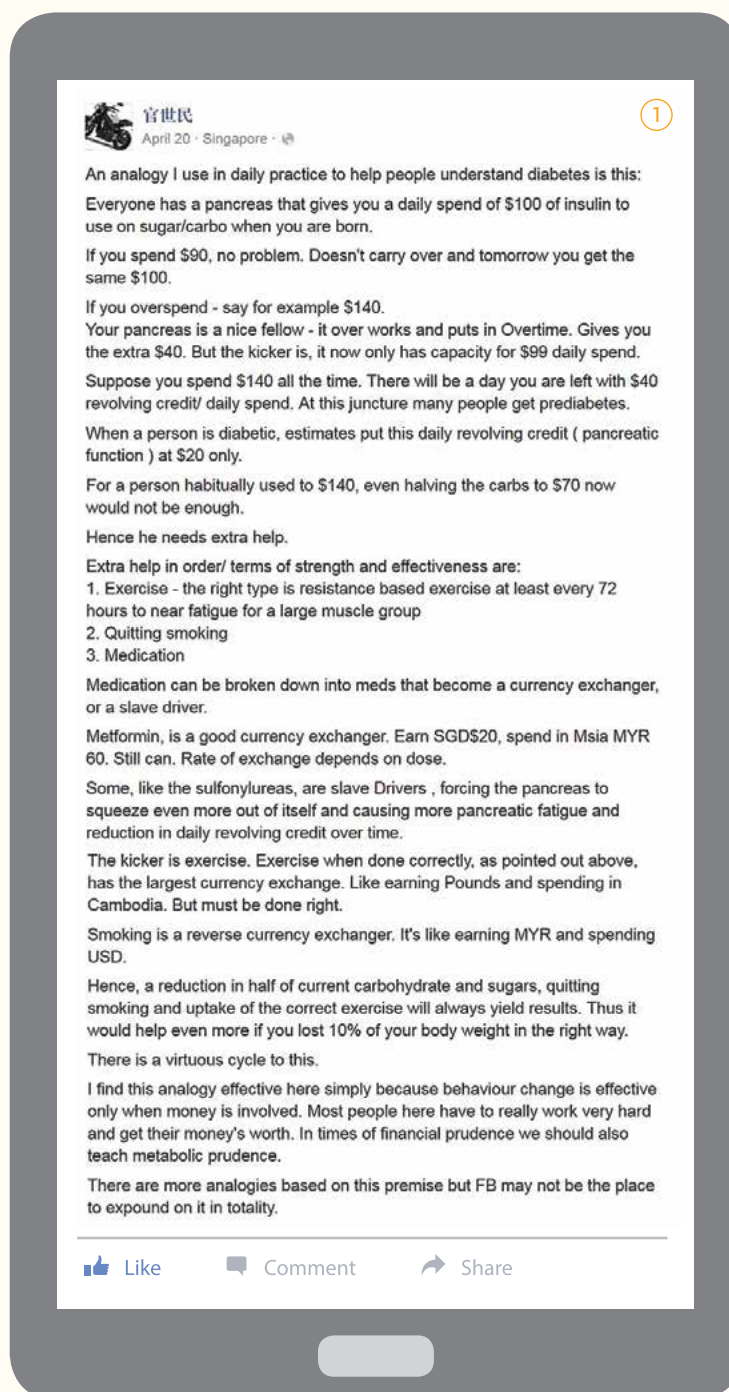 官世民
1
April 20 · Singapore ·
An analogy I use in daily practice to help people understand diabetes is this:
Everyone has a pancreas that gives you a daily spend of $100 of insulin to
use on sugar/carbo when you are born.
If you spend $90, no problem. Doesn't carry over and tomorrow you get the
same $100.
If you overspend - say for example $140.
Your pancreas is a nice fellow - it over works and puts in Overtime. Gives you
the extra $40. But the kicker is, it now only has capacity for $99 daily spend.
Suppose you spend $140 all the time. There will be a day you are left with $40
revolving credit/ daily spend. At this juncture many people get prediabetes.
When a person is diabetic, estimates put this daily revolving credit ( pancreatic
function ) at $20 only.
For a person habitually used to $140, even halving the carbs to $70 now
would not be enough.
Hence he needs extra help.
Extra help in order/ terms of strength and effectiveness are:
1. Exercise - the right type is resistance based exercise at least every 72
hours to near fatigue for a large muscle group
2. Quitting smoking
3. Medication
Medication can be broken down into meds that become a currency exchanger,
or a slave driver.
Metformin, is a good currency exchanger. Earn SGD$20, spend in Msia MYR
60. Still can. Rate of exchange depends on dose.
Some, like the sulfonylureas, are slave Drivers , forcing the pancreas to
squeeze even more out of itself and causing more pancreatic fatigue and
reduction in daily revolving credit over time.
The kicker is exercise. Exercise when done correctly, as pointed out above,
has the largest currency exchange. Like earning Pounds and spending in
Cambodia. But must be done right.
Smoking is a reverse currency exchanger. It's like earning MYR and spending
USD.
Hence, a reduction in half of current carbohydrate and sugars, quitting
smoking and uptake of the correct exercise will always yield results. Thus it
would help even more if you lost 10% of your body weight in the right way.
There is a virtuous cycle to this.
I find this analogy effective here simply because behaviour change is effective
only when money is involved. Most people here have to really work very hard
and get their money's worth. In times of financial prudence we should also
teach metabolic prudence.
There are more analogies based on this premise but FB may not be the place
to expound on it in totality.
Like Comment Share